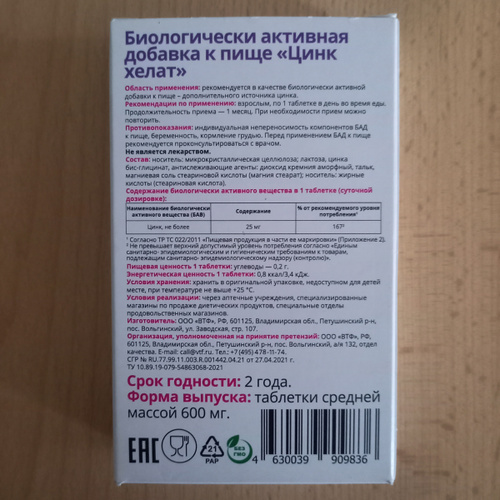 Биологически активная
добавка к пище «Цинк
хелат»
Область применения: рекомендуется в качестве биологически активной
добавки к пище – дополнительного источника цинка.
Рекомендации по применению: взрослым, по 1 таблетке в день во время еды.
Продолжительность приема — 1 месяц. При необходимости прием можно
повторить.
Противопоказания: индивидуальная непереносимость компонентов БАД
к пище, беременность, кормление грудью. Перед применением БАД к пище
рекомендуется проконсультироваться с врачом.
Не является лекарством.
Состав: носитель: микрокристаллическая целлюлоза; лактоза, цинка
бис-глицинат, антислеживающие агенты: диоксид кремния аморфный, тальк,
магниевая соль стеариновой кислоты (магния стеарат); носитель: жирные
кислоты (стеариновая кислота).
Содержание биологически активного вещества в 1 таблетке (суточной
дозировке):
Наименование биологически активного вещества (БАВ) Содержание % от рекомендуемого уровня потребления¹
Цинк, не более 25 мг 167²
¹ Согласно ТР ТС 022/2011 «Пищевая продукция в части ее маркировки» (Приложение 2).
² Не превышает верхний допустимый уровень потребления согласно «Единым
санитарно-эпидемиологическим и гигиеническим требованиям к товарам,
подлежащим санитарно-эпидемиологическому надзору (контролю)».
Пищевая ценность 1 таблетки: углеводы — 0,2 г.
Энергетическая ценность 1 таблетки: 0,8 ккал/3,4 кДж.
Условия хранения: хранить в оригинальной упаковке, недоступном для детей
месте, при температуре не выше +25 °С.
Условия реализации: через аптечные учреждения, специализированные
магазины по продаже диетических продуктов, специальные отделы
продовольственных магазинов.
Изготовитель: ООО «ВТФ», РФ, 601125, Владимирская обл., Петушинский р-н,
пос. Вольгинский, ул. Заводская, стр. 107.
Организация, уполномоченная на принятие претензий: ООО «ВТФ», РФ,
601125, Владимирская обл., Петушинский р-н, пос. Вольгинский, а/я 132, отдел
качества. E-mail: call@vtf.ru Тел.: +7(495)478-11-74.
СГР № RU.77.99.11.003.R.001442.04.21 от 27.04.2021 г.
ТУ 10.89.19-079-54863068-2021
Срок годности: 2 года.
Форма выпуска: таблетки средней
массой 600 мг.
EAC
21
PAP
БЕЗ
ГМО
4 630039 909836